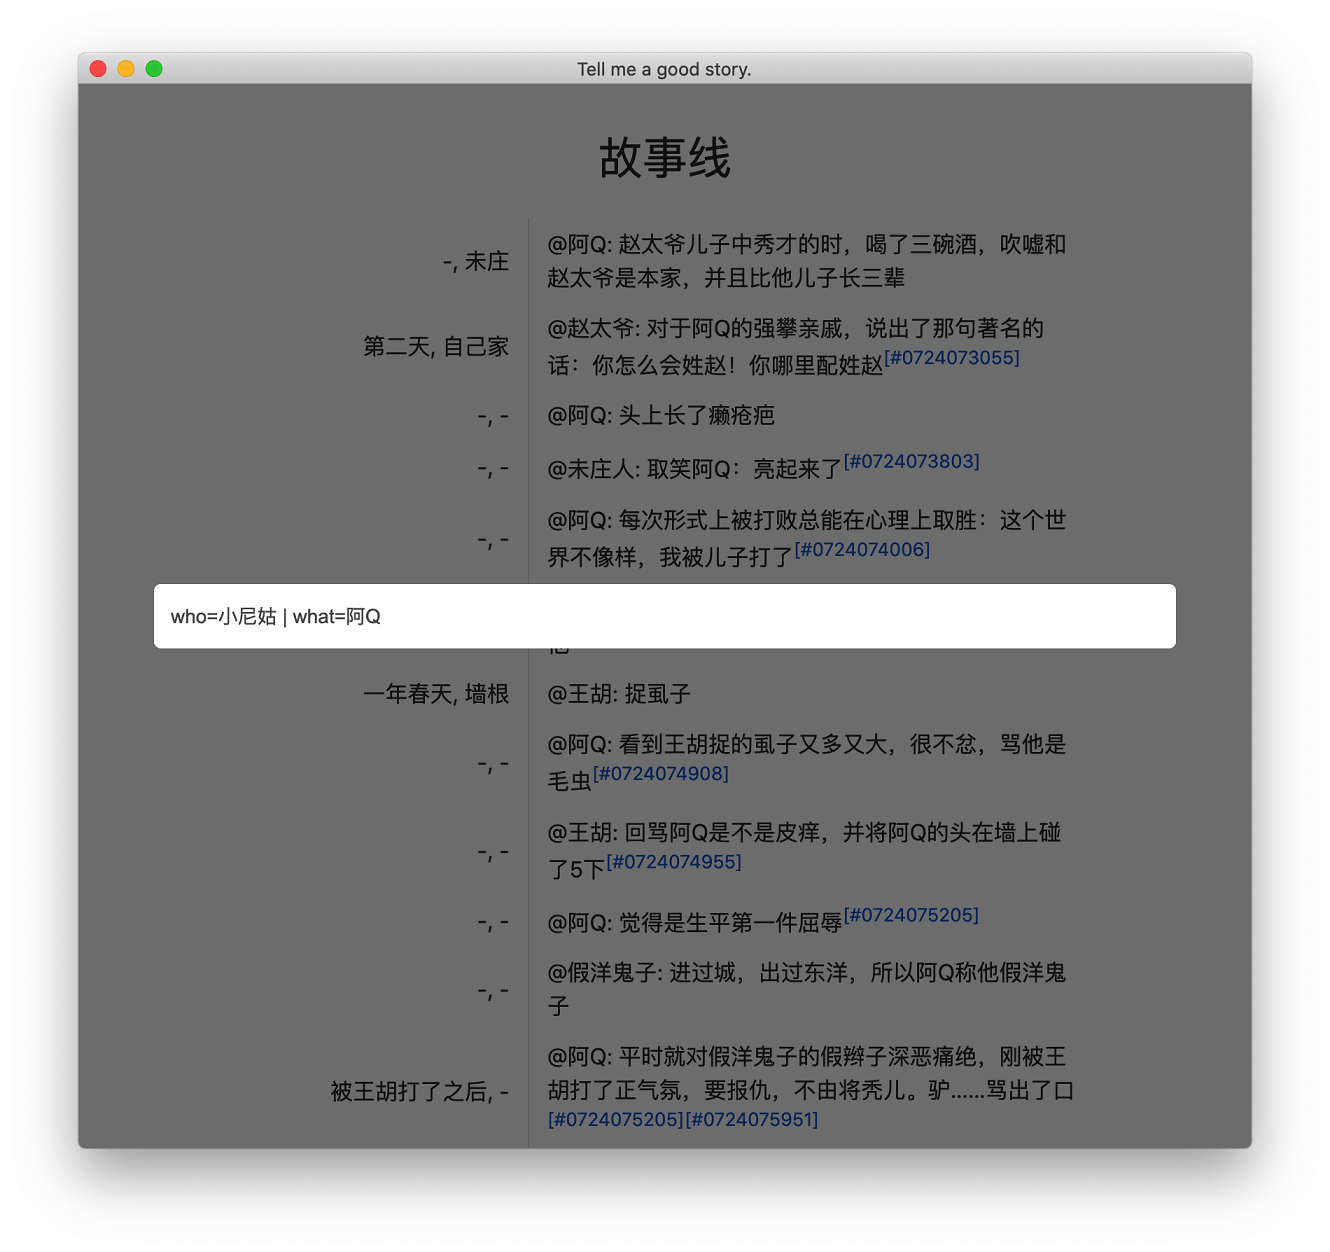 Tell me a good story.
故事线
-, 未庄
@阿Q: 赵太爷儿子中秀才的时，喝了三碗酒，吹嘘和
赵太爷是本家，并且比他儿子长三辈
第二天, 自己家
@赵太爷: 对于阿Q的强攀亲戚，说出了那句著名的
话：你怎么会姓赵！你哪里配姓赵[#0724073055]
-, -
@阿Q: 头上长了癞疮疤
-, -
@未庄人: 取笑阿Q：亮起来了[#0724073803]
-, -
@阿Q: 每次形式上被打败总能在心理上取胜：这个世
界不像样，我被儿子打了[#0724074006]
who=小尼姑 | what=阿Q
一年春天, 墙根
@王胡: 捉虱子
-, -
@阿Q: 看到王胡捉的虱子又多又大，很不忿，骂他是
毛虫[#0724074908]
-, -
@王胡: 回骂阿Q是不是皮痒，并将阿Q的头在墙上碰
了5下[#0724074955]
-, -
@阿Q: 觉得是生平第一件屈辱[#0724075205]
-, -
@假洋鬼子: 进过城，出过东洋，所以阿Q称他假洋鬼
子
被王胡打了之后, -
@阿Q: 平时就对假洋鬼子的假辫子深恶痛绝，刚被王
胡打了正气氛，要报仇，不由将秃儿。驴……骂出了口
[#0724075205][#0724075951]